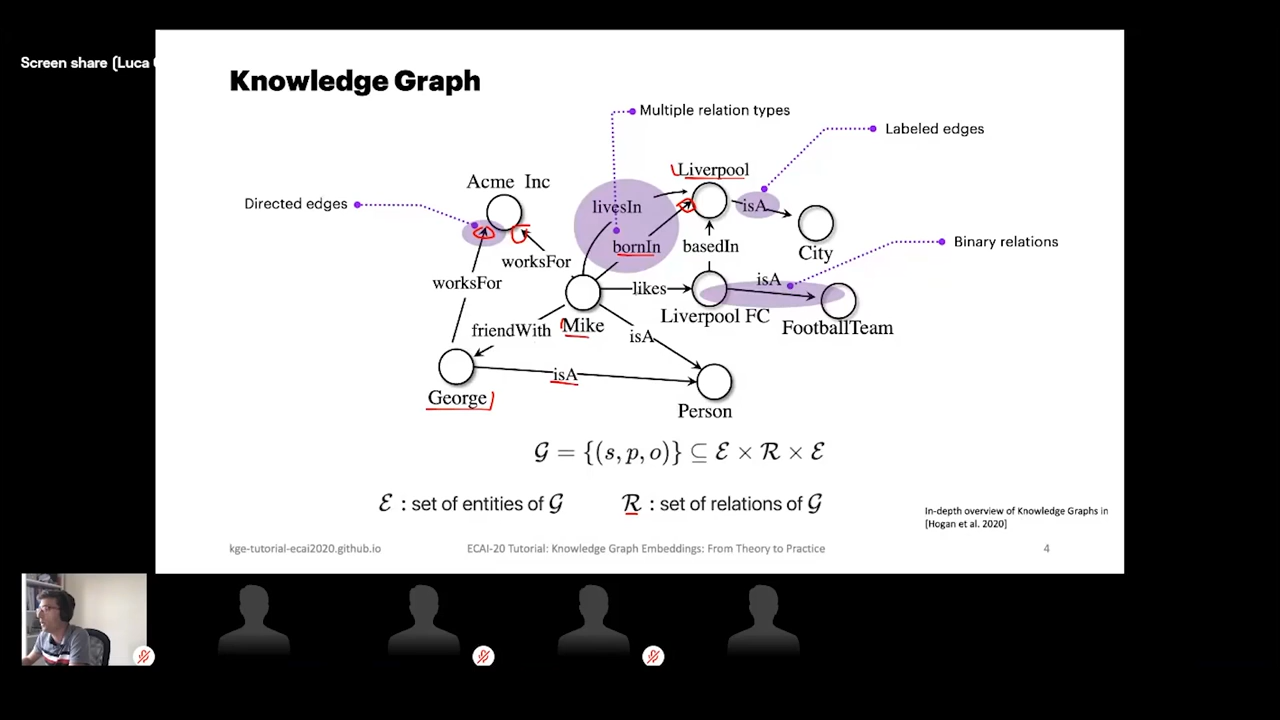 Screen share (Luca
Knowledge Graph
Multiple relation types
Labeled edges
Liverpool
Acme Inc
Directed edges
livesIn
isA
bornIn
basedIn
Binary relations
City
worksFor
isA
worksFor
likes
Liverpool FC
FootballTeam
friendWith
Mike
isA
isA
George
Person
𝒢 = {(s, p, o)} ⊆ ℰ × ℛ × ℰ
ℰ : set of entities of 𝒢
ℛ : set of relations of 𝒢
In-depth overview of Knowledge Graphs in
[Hogan et al. 2020]
kge-tutorial-ecai2020.github.io
ECAI-20 Tutorial: Knowledge Graph Embeddings: From Theory to Practice
4